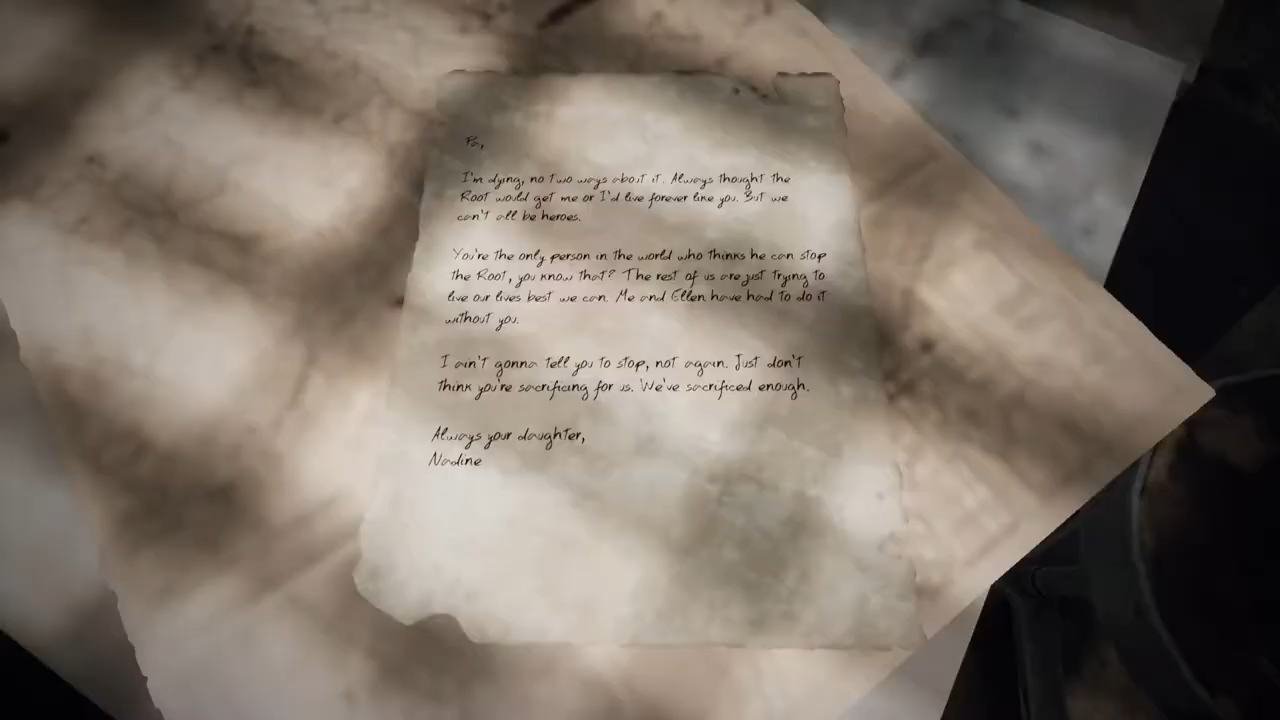 Pa,
I'm dying, no two ways about it. Always thought the
Root would get me or I'd live forever like you. But we
can't all be heroes.
You're the only person in the world who thinks he can stop
the Root, you know that? The rest of us are just trying to
live our lives best we can. Me and Ellen have had to do it
without you.
I ain't gonna tell you to stop, not again. Just don't
think you're sacrificing for us. We've sacrificed enough.
Always your daughter,
Nadine